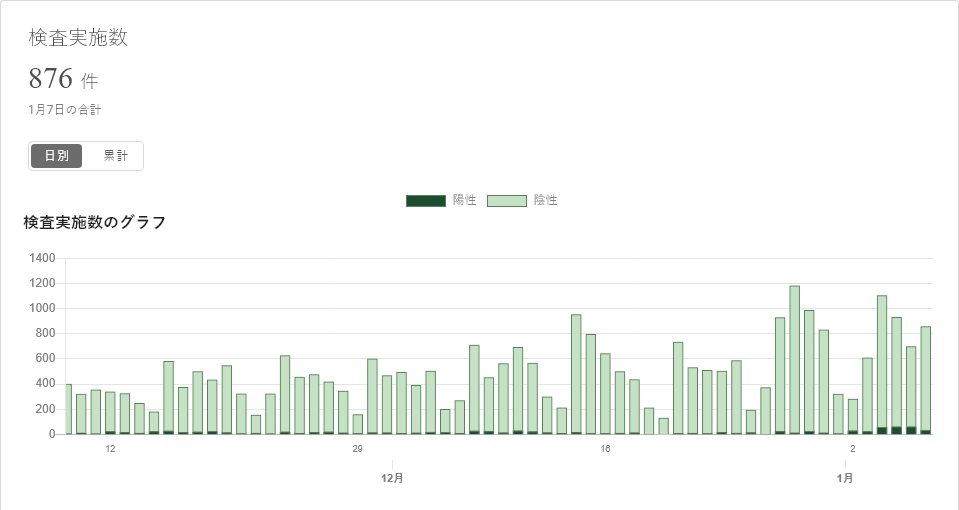 検査実施数
876 件
1月7日の合計
日別 累計
陽性 陰性
検査実施数のグラフ
1400
1200
1000
800
600
400
200
0
12 29 16 2
12月 1月